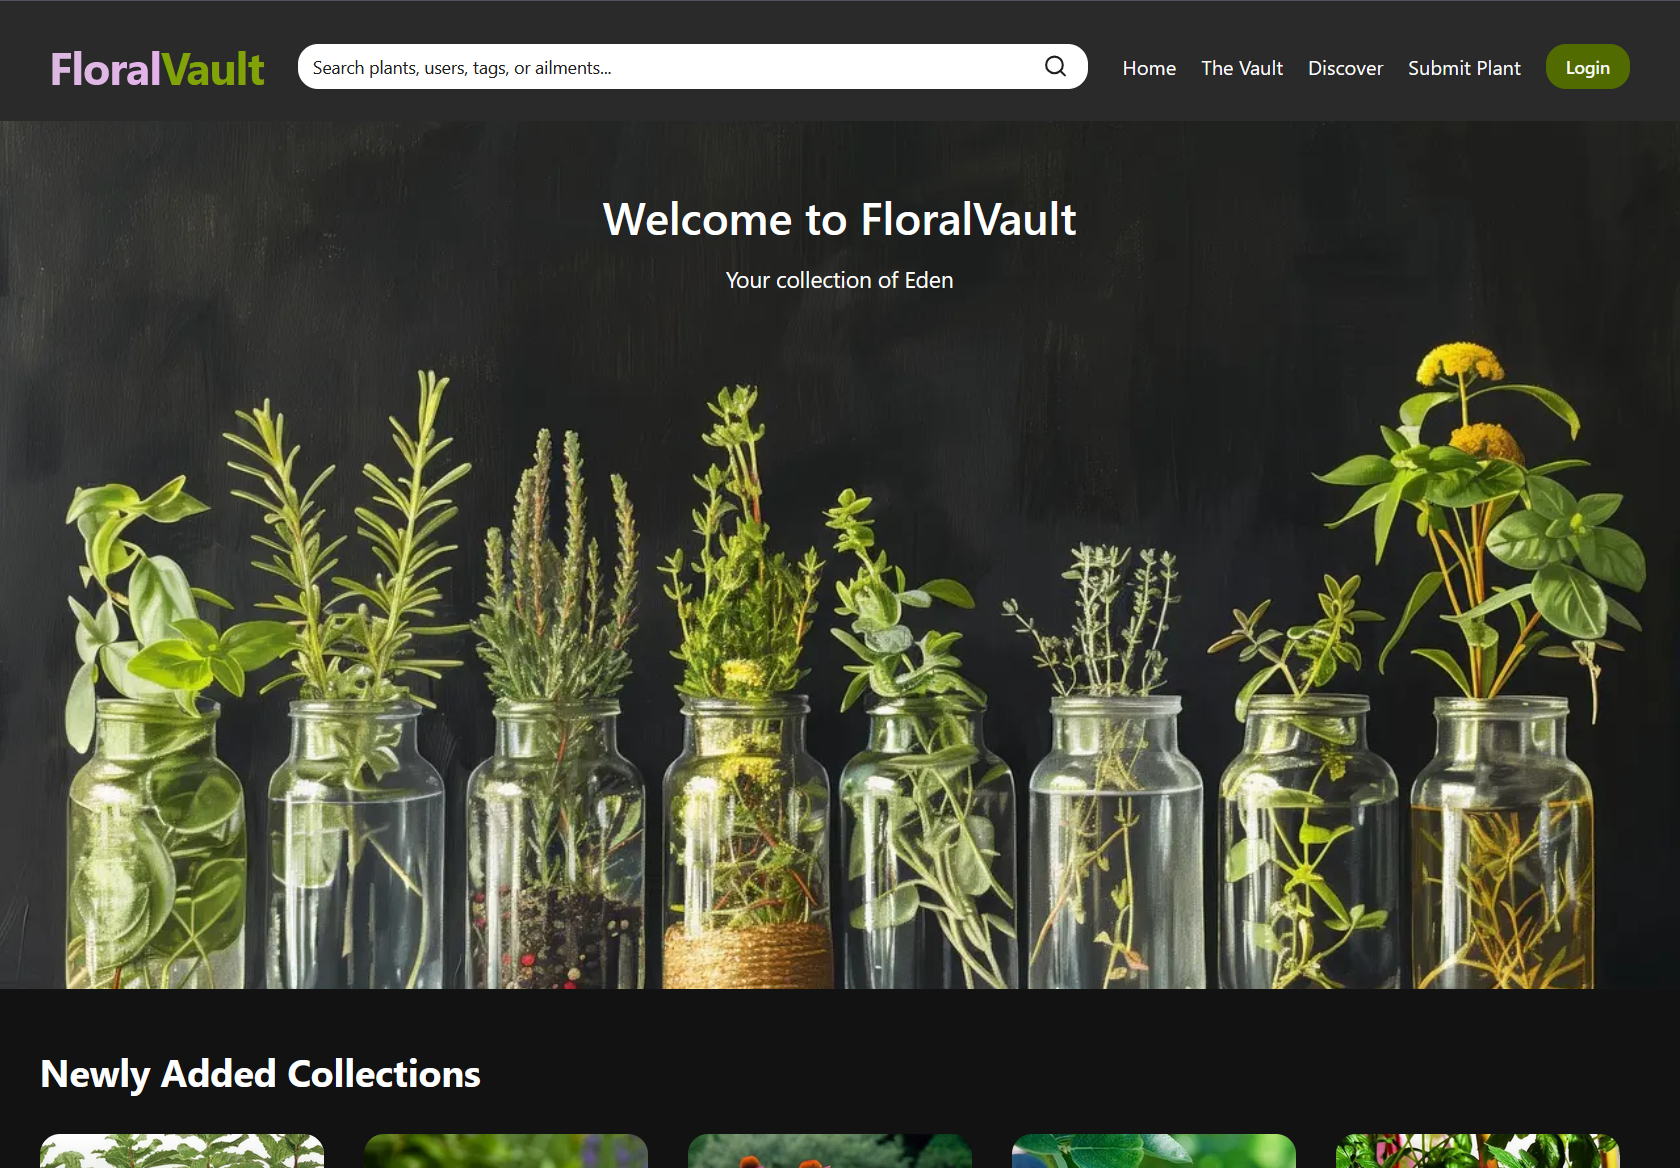 FloralVault
Search plants, users, tags, or ailments...
Home
The Vault
Discover
Submit Plant
Login
Welcome to FloralVault
Your collection of Eden
Newly Added Collections